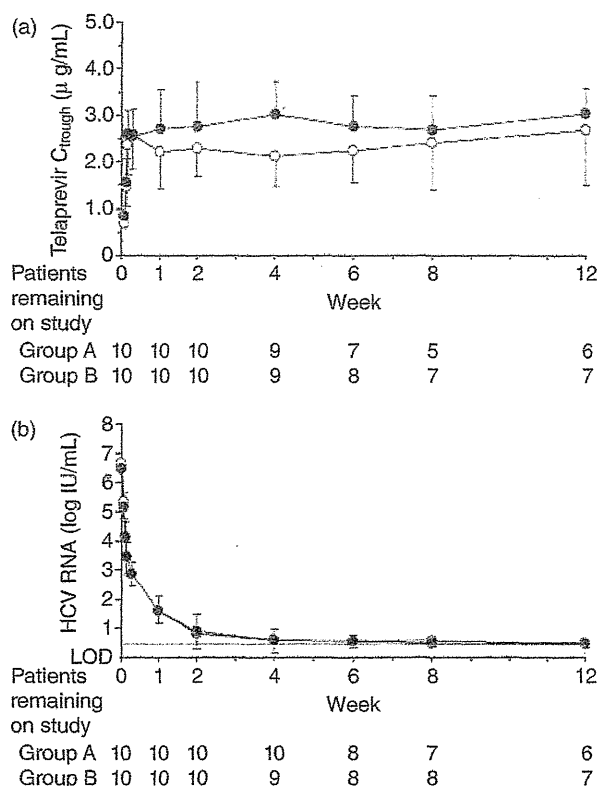 (a)
Telaprevir Ctrough (μ g/mL)
5.0
4.0
3.0
2.0
1.0
0
0 1 2 4 6 8 12
Week
Patients
remaining
on study
Group A 10 10 10 9 7 5 6
Group B 10 10 10 9 8 7 7
(b)
HCV RNA (log IU/mL)
8
7
6
5
4
3
2
1
LOD
0 1 2 4 6 8 12
Week
Patients
remaining
on study
Group A 10 10 10 10 8 7 6
Group B 10 10 10 9 8 8 7